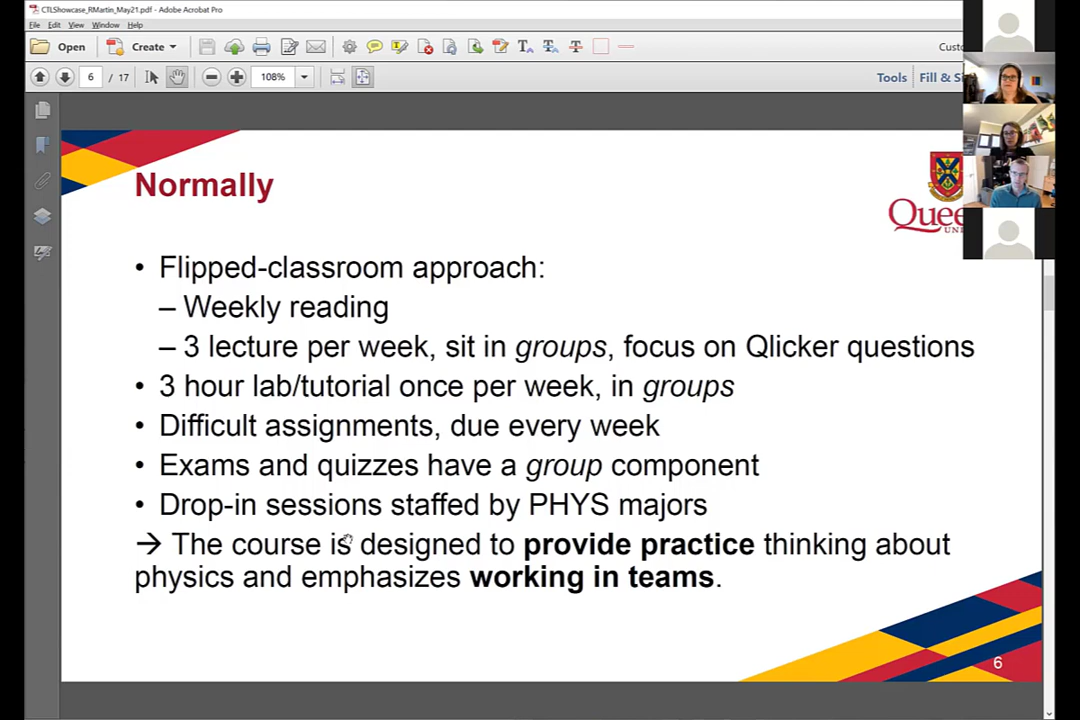 CTLShowcase_RMartin_May21.pdf - Adobe Acrobat Pro
File Edit View Window Help
Open Create
6 / 17 108% Tools
Normally
• Flipped-classroom approach:
– Weekly reading
– 3 lecture per week, sit in groups, focus on Qlicker questions
• 3 hour lab/tutorial once per week, in groups
• Difficult assignments, due every week
• Exams and quizzes have a group component
• Drop-in sessions staffed by PHYS majors
→ The course is designed to provide practice thinking about
physics and emphasizes working in teams.
6